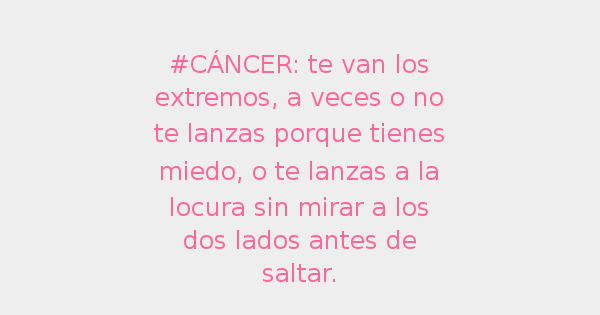 #CÁNCER: te van los
extremos, a veces o no
te lanzas porque tienes
miedo, o te lanzas a la
locura sin mirar a los
dos lados antes de
saltar.